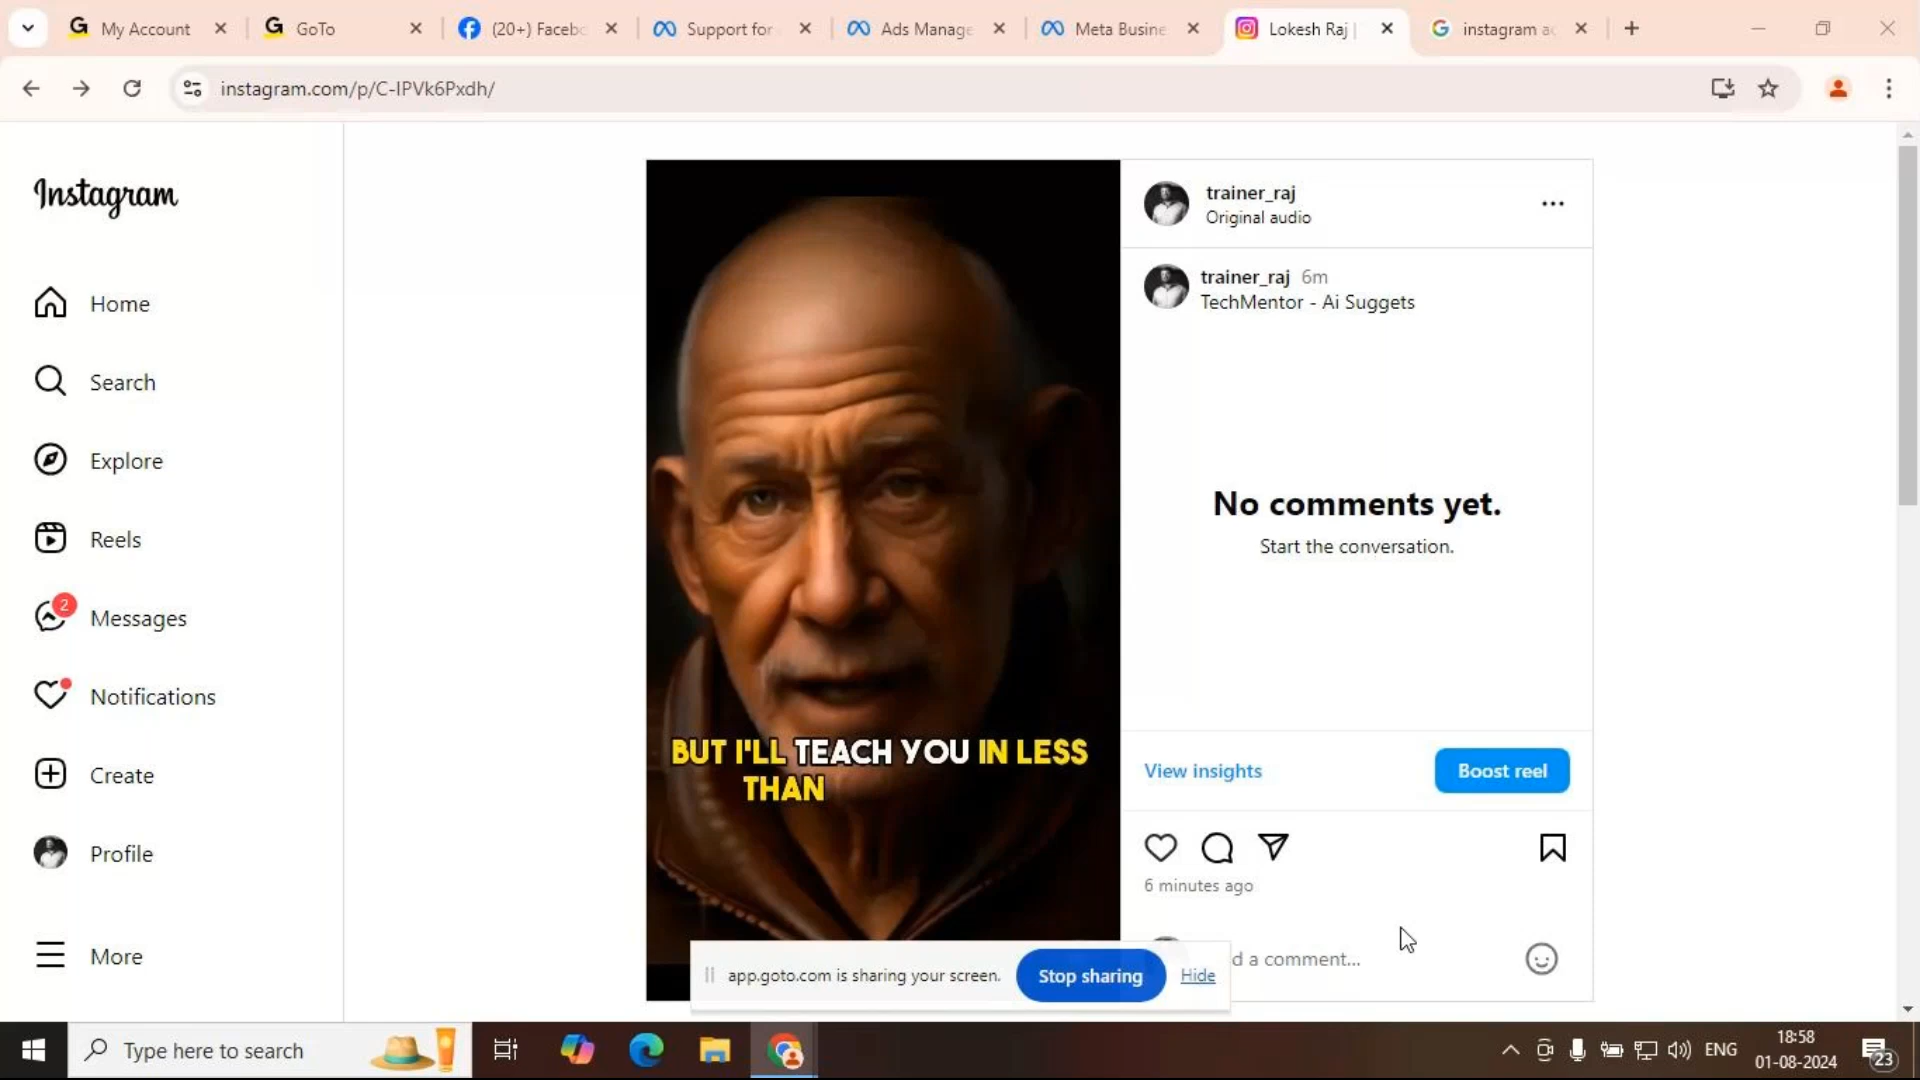 My Account
GoTo
(20+) Facebo
Support for
Ads Manage
Meta Busine
Lokesh Raj |
instagram ac
instagram.com/p/C-IPVk6Pxdh/
Instagram
Home
Search
Explore
Reels
2
Messages
Notifications
Create
Profile
More
BUT I'LL TEACH YOU IN LESS
THAN
trainer_raj
Original audio
trainer_raj 6m
TechMentor - Ai Suggets
No comments yet.
Start the conversation.
View insights
Boost reel
6 minutes ago
d a comment...
app.goto.com is sharing your screen.
Stop sharing
Hide
Type here to search
ENG
18:58
01-08-2024
23